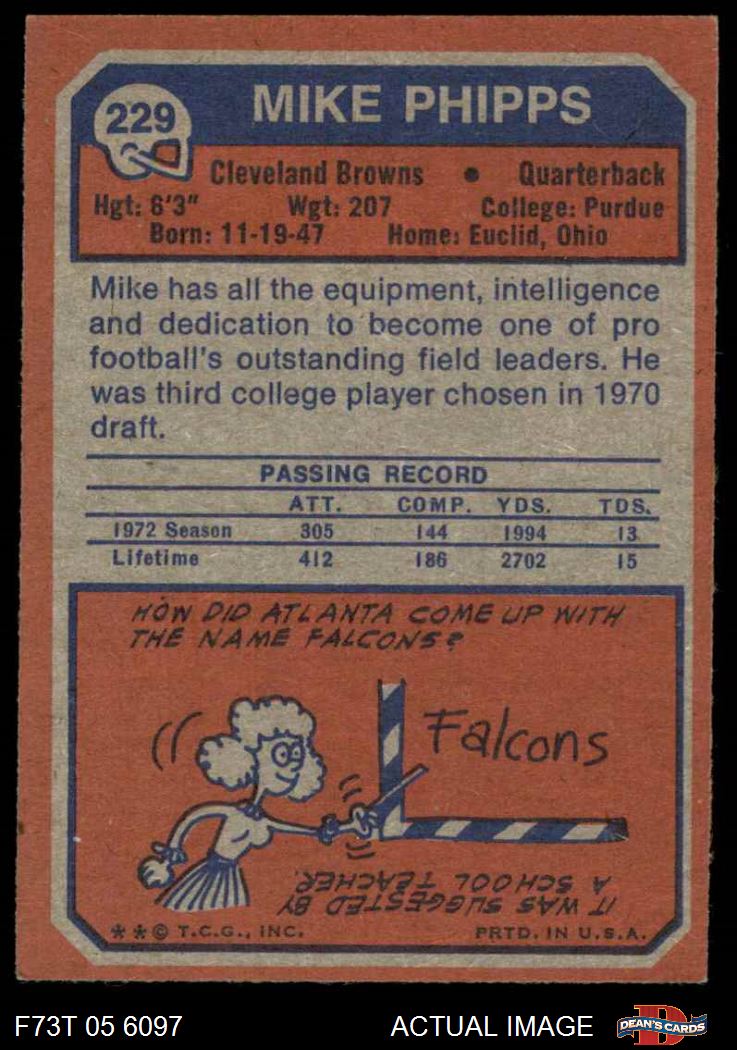 229
MIKE PHIPPS
Cleveland Browns • Quarterback
Hgt: 6'3" Wgt: 207 College: Purdue
Born: 11-19-47 Home: Euclid, Ohio
Mike has all the equipment, intelligence
and dedication to become one of pro
football's outstanding field leaders. He
was third college player chosen in 1970
draft.
PASSING RECORD
ATT. COMP. YDS. TDS.
1972 Season 305 144 1994 13
Lifetime 412 186 2702 15
HOW DID ATLANTA COME UP WITH
THE NAME FALCONS?
Falcons
IT WAS SUGGESTED BY
A SCHOOL TEACHER.
**© T.C.G., INC. PRTD. IN U.S.A.
F73T 05 6097 ACTUAL IMAGE
D
DEAN'S CARDS